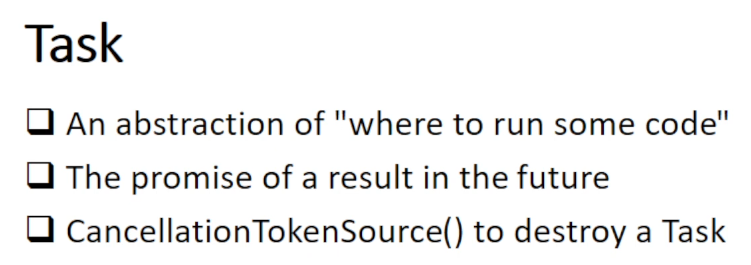 Task
❑ An abstraction of "where to run some code"
❑ The promise of a result in the future
❑ CancellationTokenSource() to destroy a Task